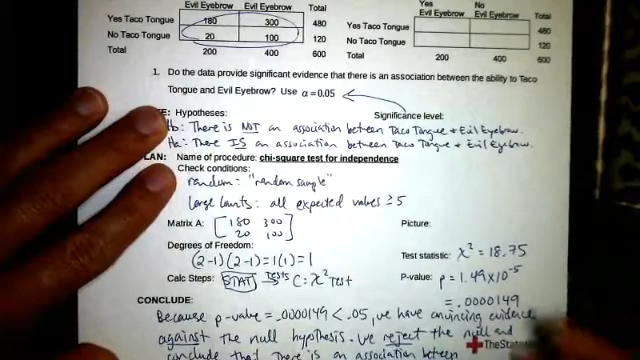 Evil Eyebrow Evil Eyebrow Total
Yes Taco Tongue 180 300 480
No Taco Tongue 20 100 120
Total 200 400 600
Yes No
Evil Eyebrow Evil Eyebrow Total
Yes Taco Tongue 480
No Taco Tongue 120
Total 200 400 600
1. Do the data provide significant evidence that there is an association between the ability to Taco
Tongue and Evil Eyebrow? Use α = 0.05
Hypotheses: Significance level:
Ho: There is NOT an association between Taco Tongue + Evil Eyebrow.
Ha: There IS an association between Taco Tongue + Evil Eyebrow.
LAN: Name of procedure: chi-square test for independence
Check conditions:
random: "random sample"
Large Counts: all expected values ≥ 5
Matrix A: [180 300
20 100] Picture:
Degrees of Freedom:
(2-1)(2-1) = 1(1) = 1
Test statistic: χ² = 18.75
Calc Steps: STAT → TESTS C: χ² Test
P-value: p = 1.49 x 10⁻⁵
= .0000149
CONCLUDE:
Because p-value = .0000149 < .05, we have convincing evidence
against the null hypothesis. We reject the null and
conclude that there is an association between